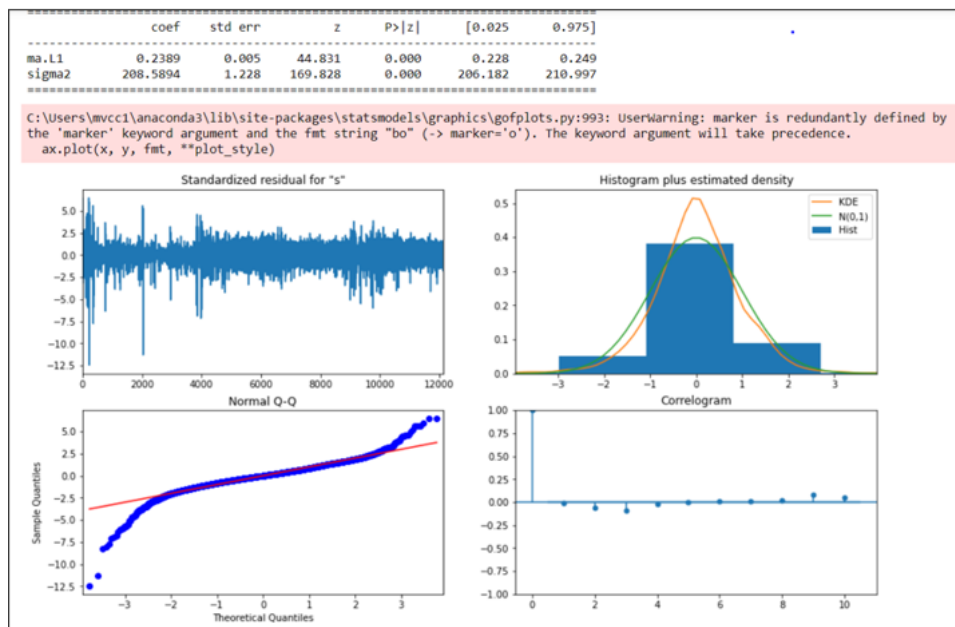 ==============================================================================
coef std err z P>|z| [0.025 0.975]
------------------------------------------------------------------------------
ma.L1 0.2389 0.005 44.831 0.000 0.228 0.249
sigma2 208.5894 1.228 169.828 0.000 206.182 210.997
==============================================================================
C:\Users\mvcc1\anaconda3\lib\site-packages\statsmodels\graphics\gofplots.py:993: UserWarning: marker is redundantly defined by
the 'marker' keyword argument and the fmt string "bo" (-> marker='o'). The keyword argument will take precedence.
ax.plot(x, y, fmt, **plot_style)
Standardized residual for "s"
5.0
2.5
0.0
−2.5
−5.0
−7.5
−10.0
−12.5
0 2000 4000 6000 8000 10000 12000
Histogram plus estimated density
KDE
N(0,1)
Hist
0.5
0.4
0.3
0.2
0.1
0.0
−3 −2 −1 0 1 2 3
Normal Q-Q
Sample Quantiles
5.0
2.5
0.0
−2.5
−5.0
−7.5
−10.0
−12.5
−3 −2 −1 0 1 2 3
Theoretical Quantiles
Correlogram
1.00
0.75
0.50
0.25
0.00
−0.25
−0.50
−0.75
−1.00
0 2 4 6 8 10